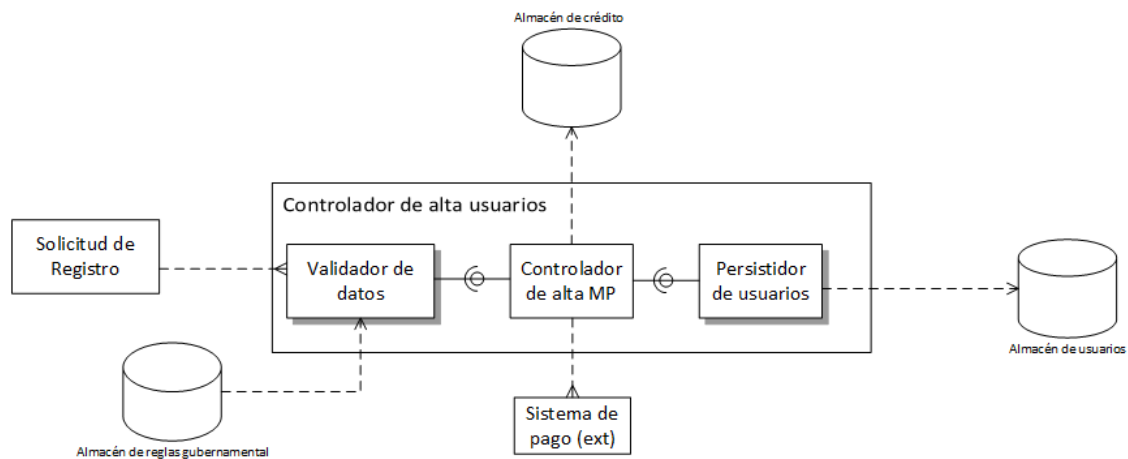 Almacén de crédito
Controlador de alta usuarios
Solicitud de
Registro
Validador de
datos
Controlador
de alta MP
Persistidor
de usuarios
Almacén de usuarios
Sistema de
pago (ext)
Almacén de reglas gubernamental